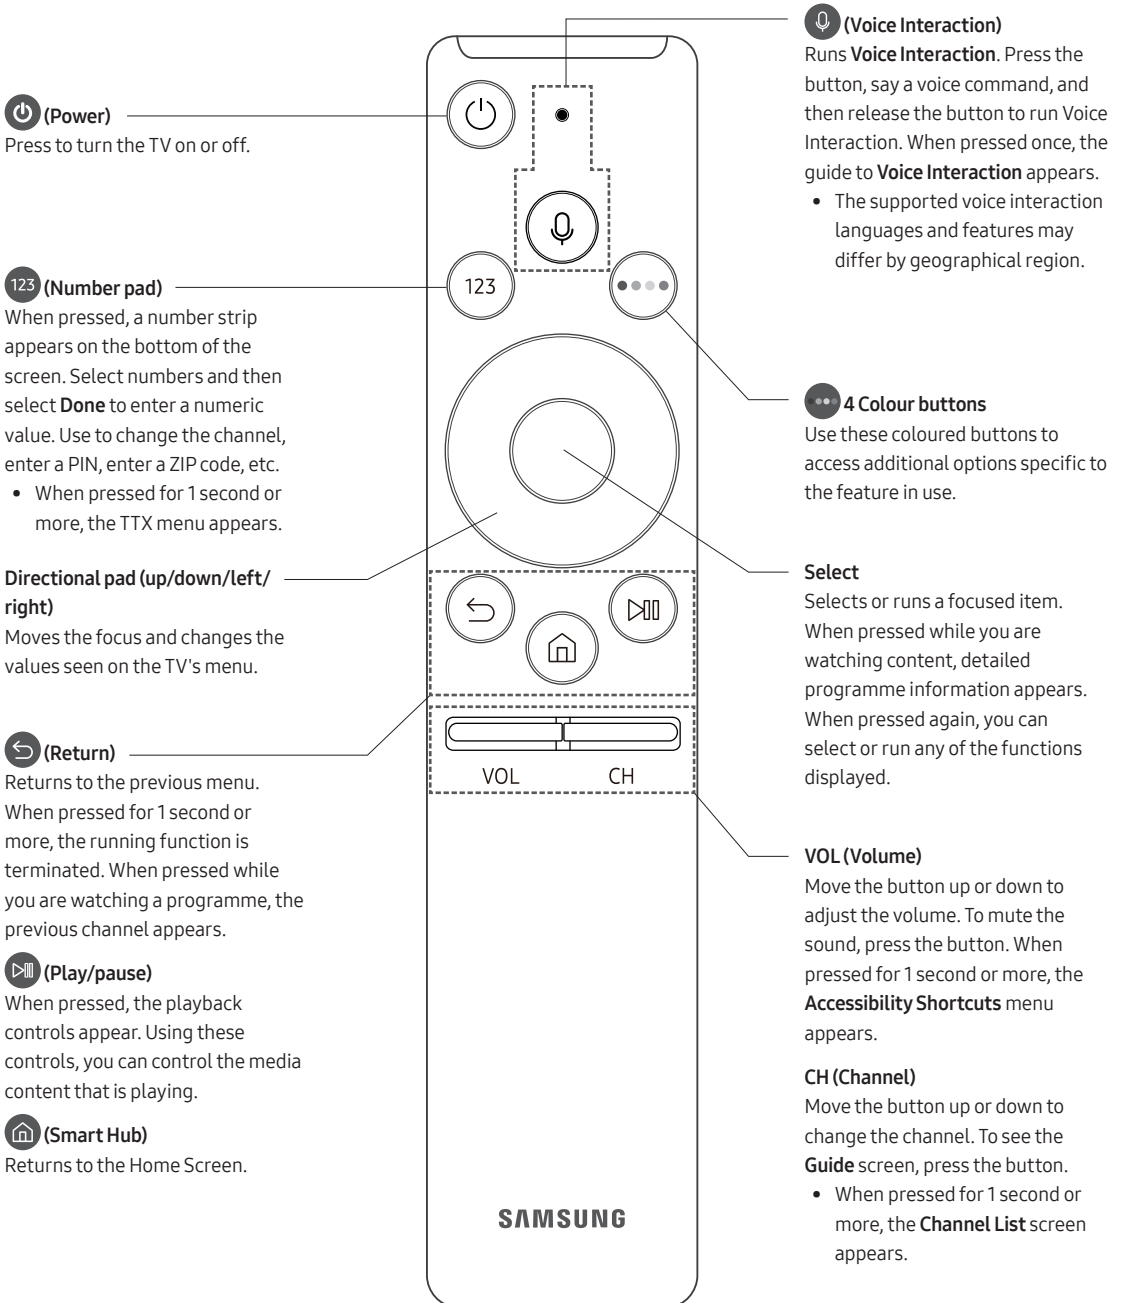 (Power)
Press to turn the TV on or off.
123 (Number pad)
When pressed, a number strip
appears on the bottom of the
screen. Select numbers and then
select Done to enter a numeric
value. Use to change the channel,
enter a PIN, enter a ZIP code, etc.
• When pressed for 1 second or
more, the TTX menu appears.
Directional pad (up/down/left/
right)
Moves the focus and changes the
values seen on the TV's menu.
(Return)
Returns to the previous menu.
When pressed for 1 second or
more, the running function is
terminated. When pressed while
you are watching a programme, the
previous channel appears.
(Play/pause)
When pressed, the playback
controls appear. Using these
controls, you can control the media
content that is playing.
(Smart Hub)
Returns to the Home Screen.
123
VOL CH
SAMSUNG
(Voice Interaction)
Runs Voice Interaction. Press the
button, say a voice command, and
then release the button to run Voice
Interaction. When pressed once, the
guide to Voice Interaction appears.
• The supported voice interaction
languages and features may
differ by geographical region.
4 Colour buttons
Use these coloured buttons to
access additional options specific to
the feature in use.
Select
Selects or runs a focused item.
When pressed while you are
watching content, detailed
programme information appears.
When pressed again, you can
select or run any of the functions
displayed.
VOL (Volume)
Move the button up or down to
adjust the volume. To mute the
sound, press the button. When
pressed for 1 second or more, the
Accessibility Shortcuts menu
appears.
CH (Channel)
Move the button up or down to
change the channel. To see the
Guide screen, press the button.
• When pressed for 1 second or
more, the Channel List screen
appears.